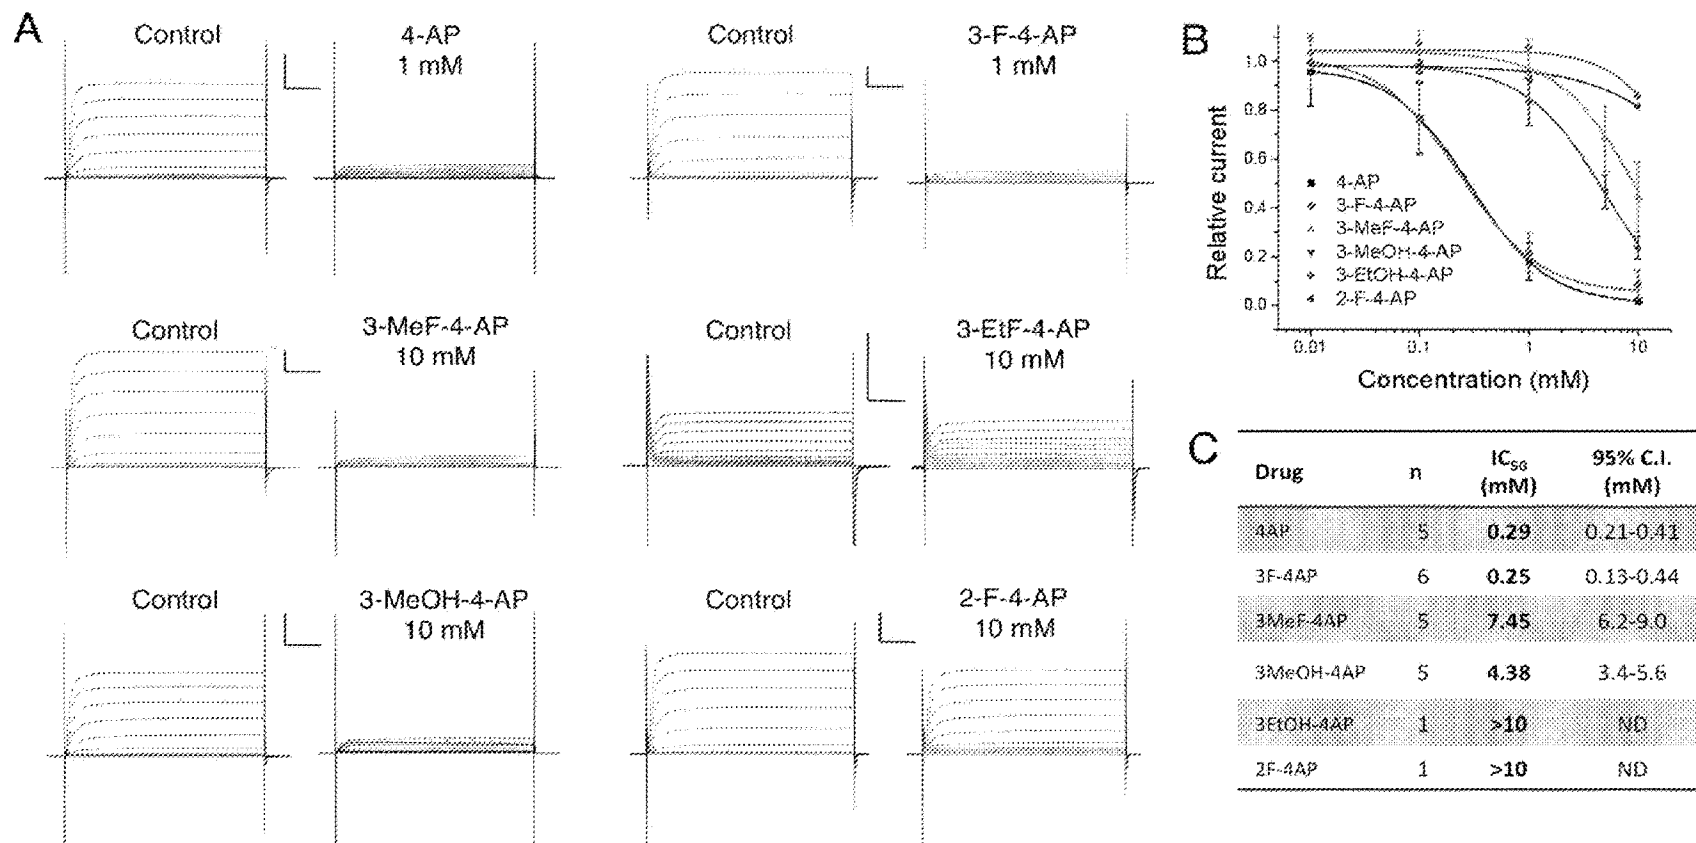 A
Control
4-AP
1 mM
Control
3-F-4-AP
1 mM
Control
3-MeF-4-AP
10 mM
Control
3-EtF-4-AP
10 mM
Control
3-MeOH-4-AP
10 mM
Control
2-F-4-AP
10 mM
B
Relative current
1.0
0.8
0.6
0.4
0.2
0.0
4-AP
3-F-4-AP
3-MeF-4-AP
3-MeOH-4-AP
3-EtOH-4-AP
2-F-4-AP
0.01 0.1 1 10
Concentration (mM)
C
Drug n IC50 (mM) 95% C.I. (mM)
4AP 5 0.29 0.21-0.41
3F-4AP 6 0.25 0.13-0.44
3MeF-4AP 5 7.45 6.2-9.0
3MeOH-4AP 5 4.38 3.4-5.6
3EtOH-4AP 1 >10 ND
2F-4AP 1 >10 ND